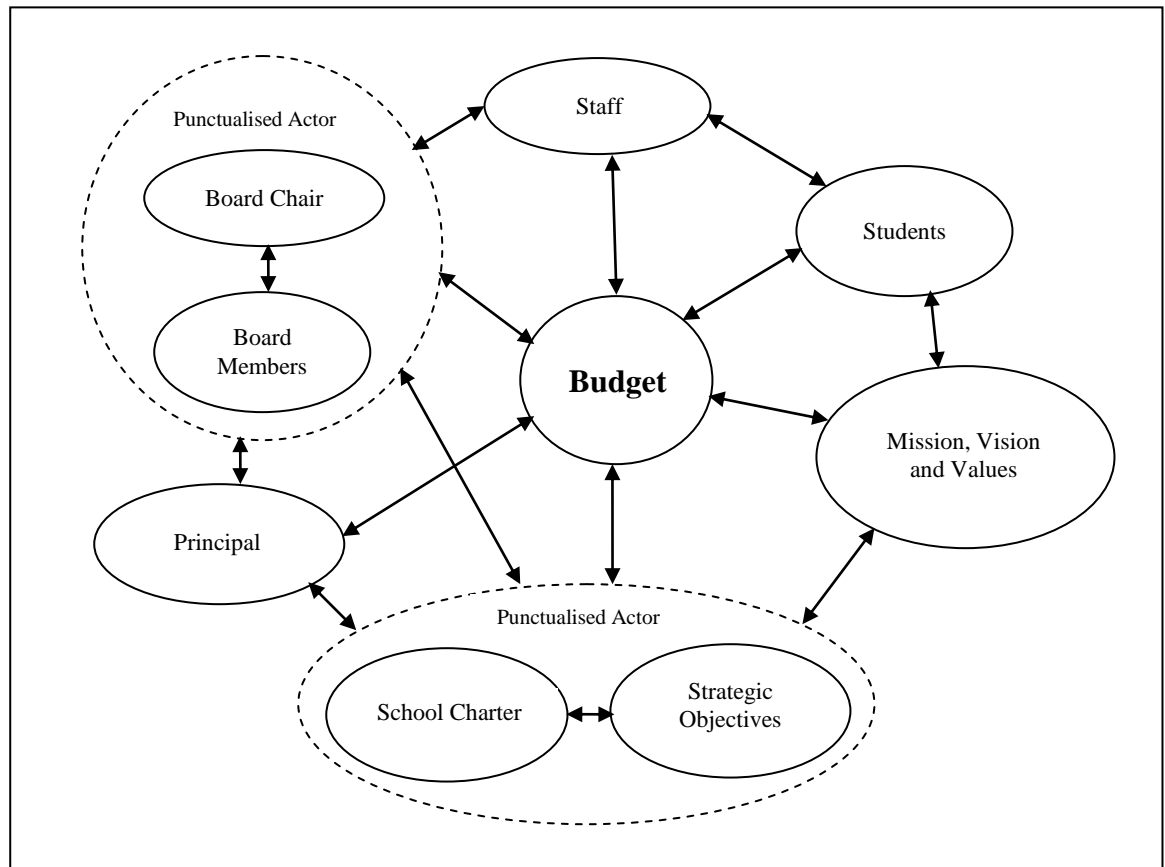 Staff
Punctualised Actor
Board Chair
Students
Board
Members
Budget
Mission, Vision
and Values
Principal
Punctualised Actor
School Charter
Strategic
Objectives